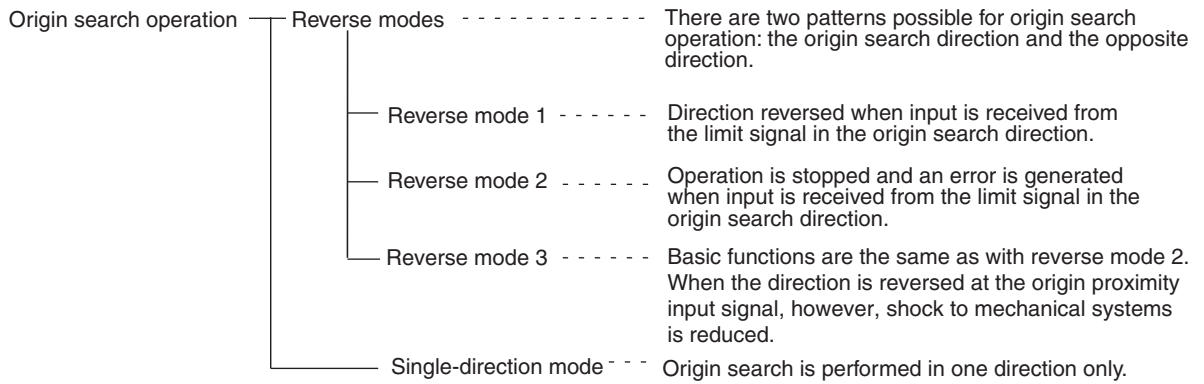 Origin search operation Reverse modes There are two patterns possible for origin search
operation: the origin search direction and the opposite
direction.
Reverse mode 1 Direction reversed when input is received from
the limit signal in the origin search direction.
Reverse mode 2 Operation is stopped and an error is generated
when input is received from the limit signal in the
origin search direction.
Reverse mode 3 Basic functions are the same as with reverse mode 2.
When the direction is reversed at the origin proximity
input signal, however, shock to mechanical systems
is reduced.
Single-direction mode Origin search is performed in one direction only.